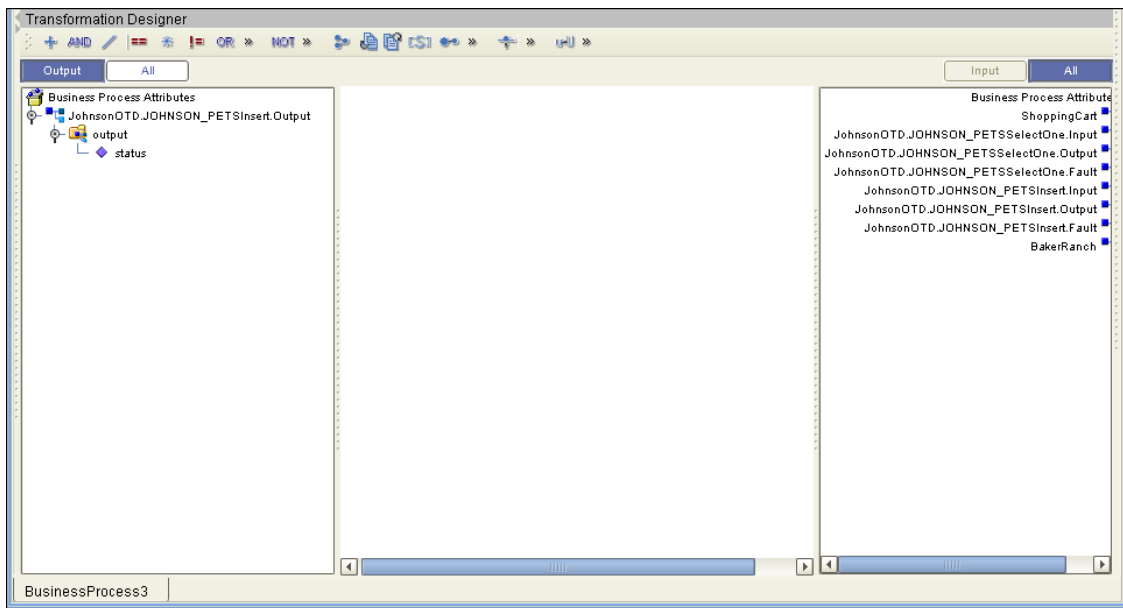 Transformation Designer
+ AND / == != OR » NOT » [S] » » u+U »
Output All Input All
Business Process Attributes
JohnsonOTD.JOHNSON_PETSInsert.Output
output
status
Business Process Attribute
ShoppingCart
JohnsonOTD.JOHNSON_PETSSelectOne.Input
JohnsonOTD.JOHNSON_PETSSelectOne.Output
JohnsonOTD.JOHNSON_PETSSelectOne.Fault
JohnsonOTD.JOHNSON_PETSInsert.Input
JohnsonOTD.JOHNSON_PETSInsert.Output
JohnsonOTD.JOHNSON_PETSInsert.Fault
BakerRanch
BusinessProcess3